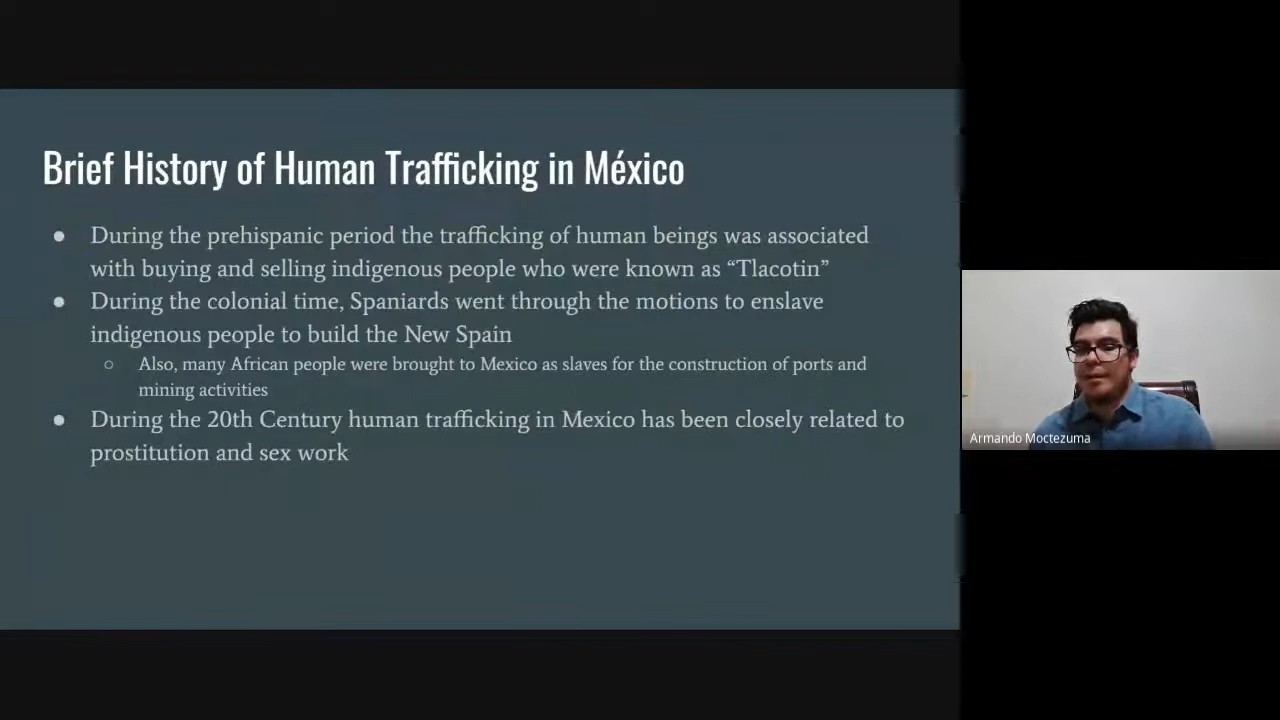 Brief History of Human Trafficking in México
● During the prehispanic period the trafficking of human beings was associated
with buying and selling indigenous people who were known as “Tlacotin”
● During the colonial time, Spaniards went through the motions to enslave
indigenous people to build the New Spain
○ Also, many African people were brought to Mexico as slaves for the construction of ports and
mining activities
● During the 20th Century human trafficking in Mexico has been closely related to
prostitution and sex work
Armando Moctezuma